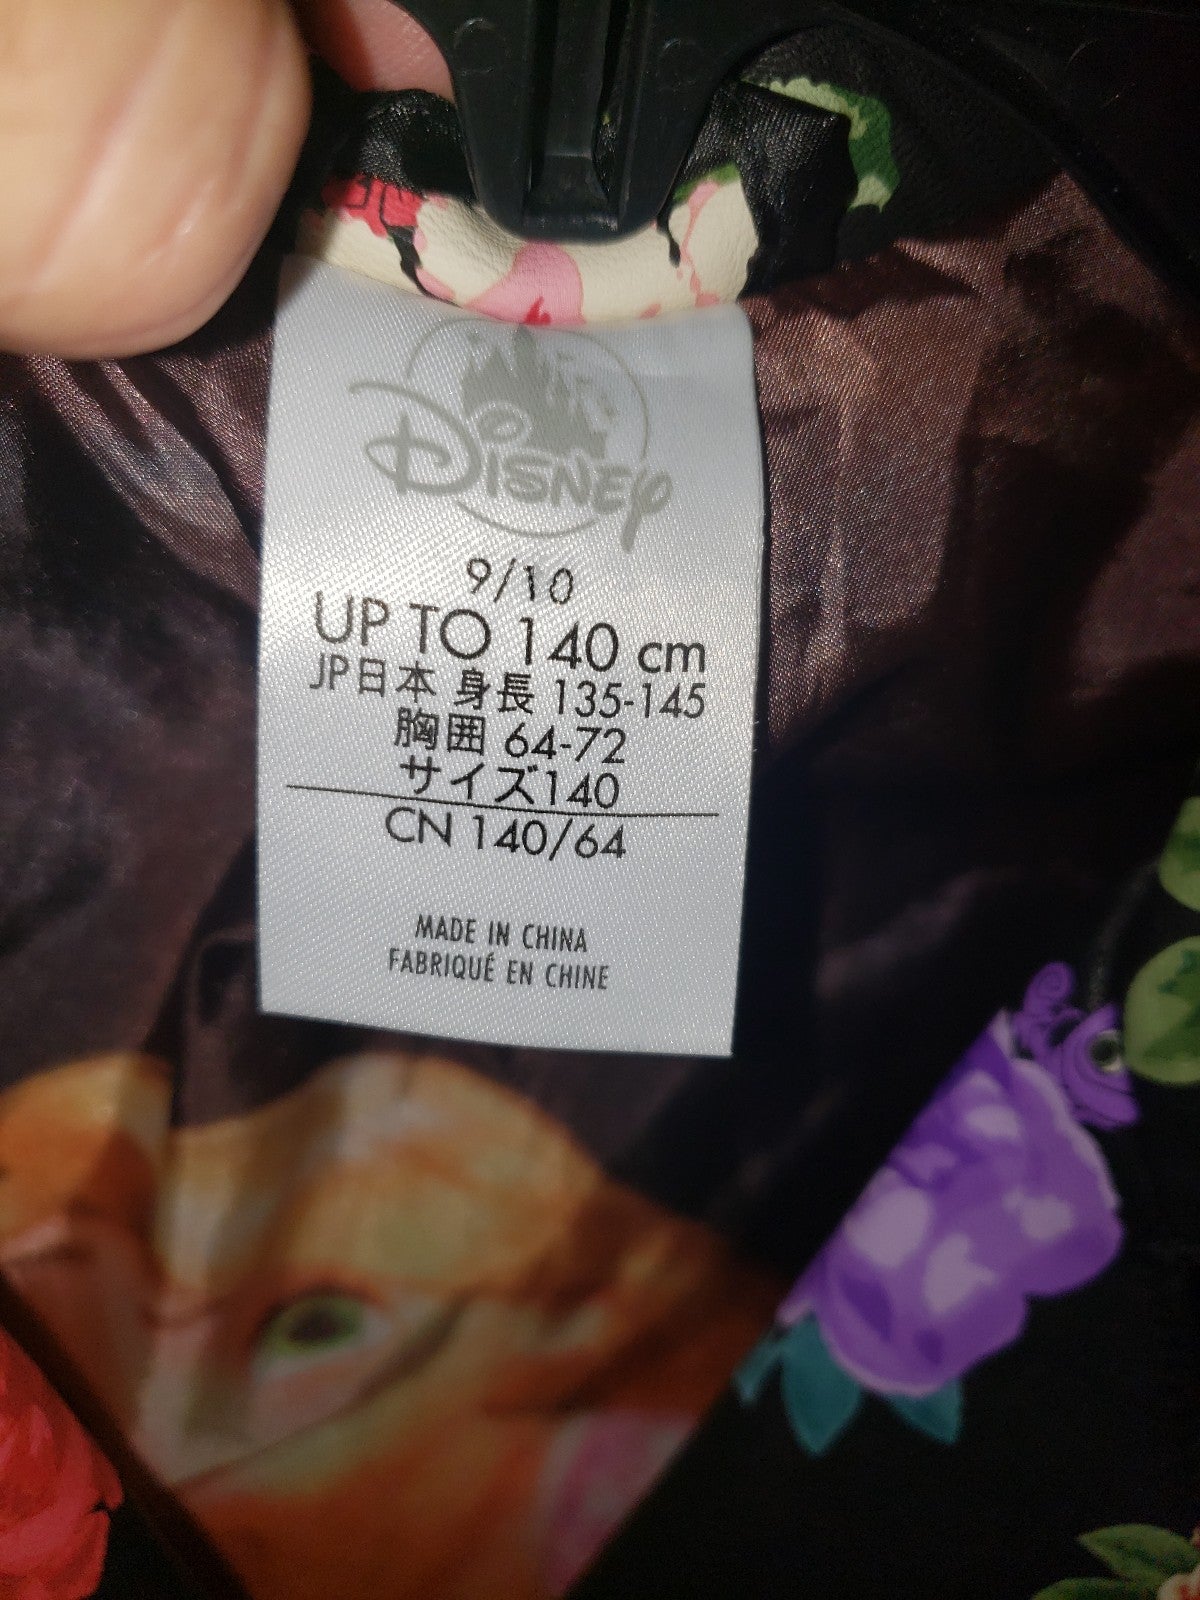 Disney
9/10
UP TO 140 cm
JP日本 身長 135-145
胸囲 64-72
サイズ140
CN 140/64
MADE IN CHINA
FABRIQUÉ EN CHINE